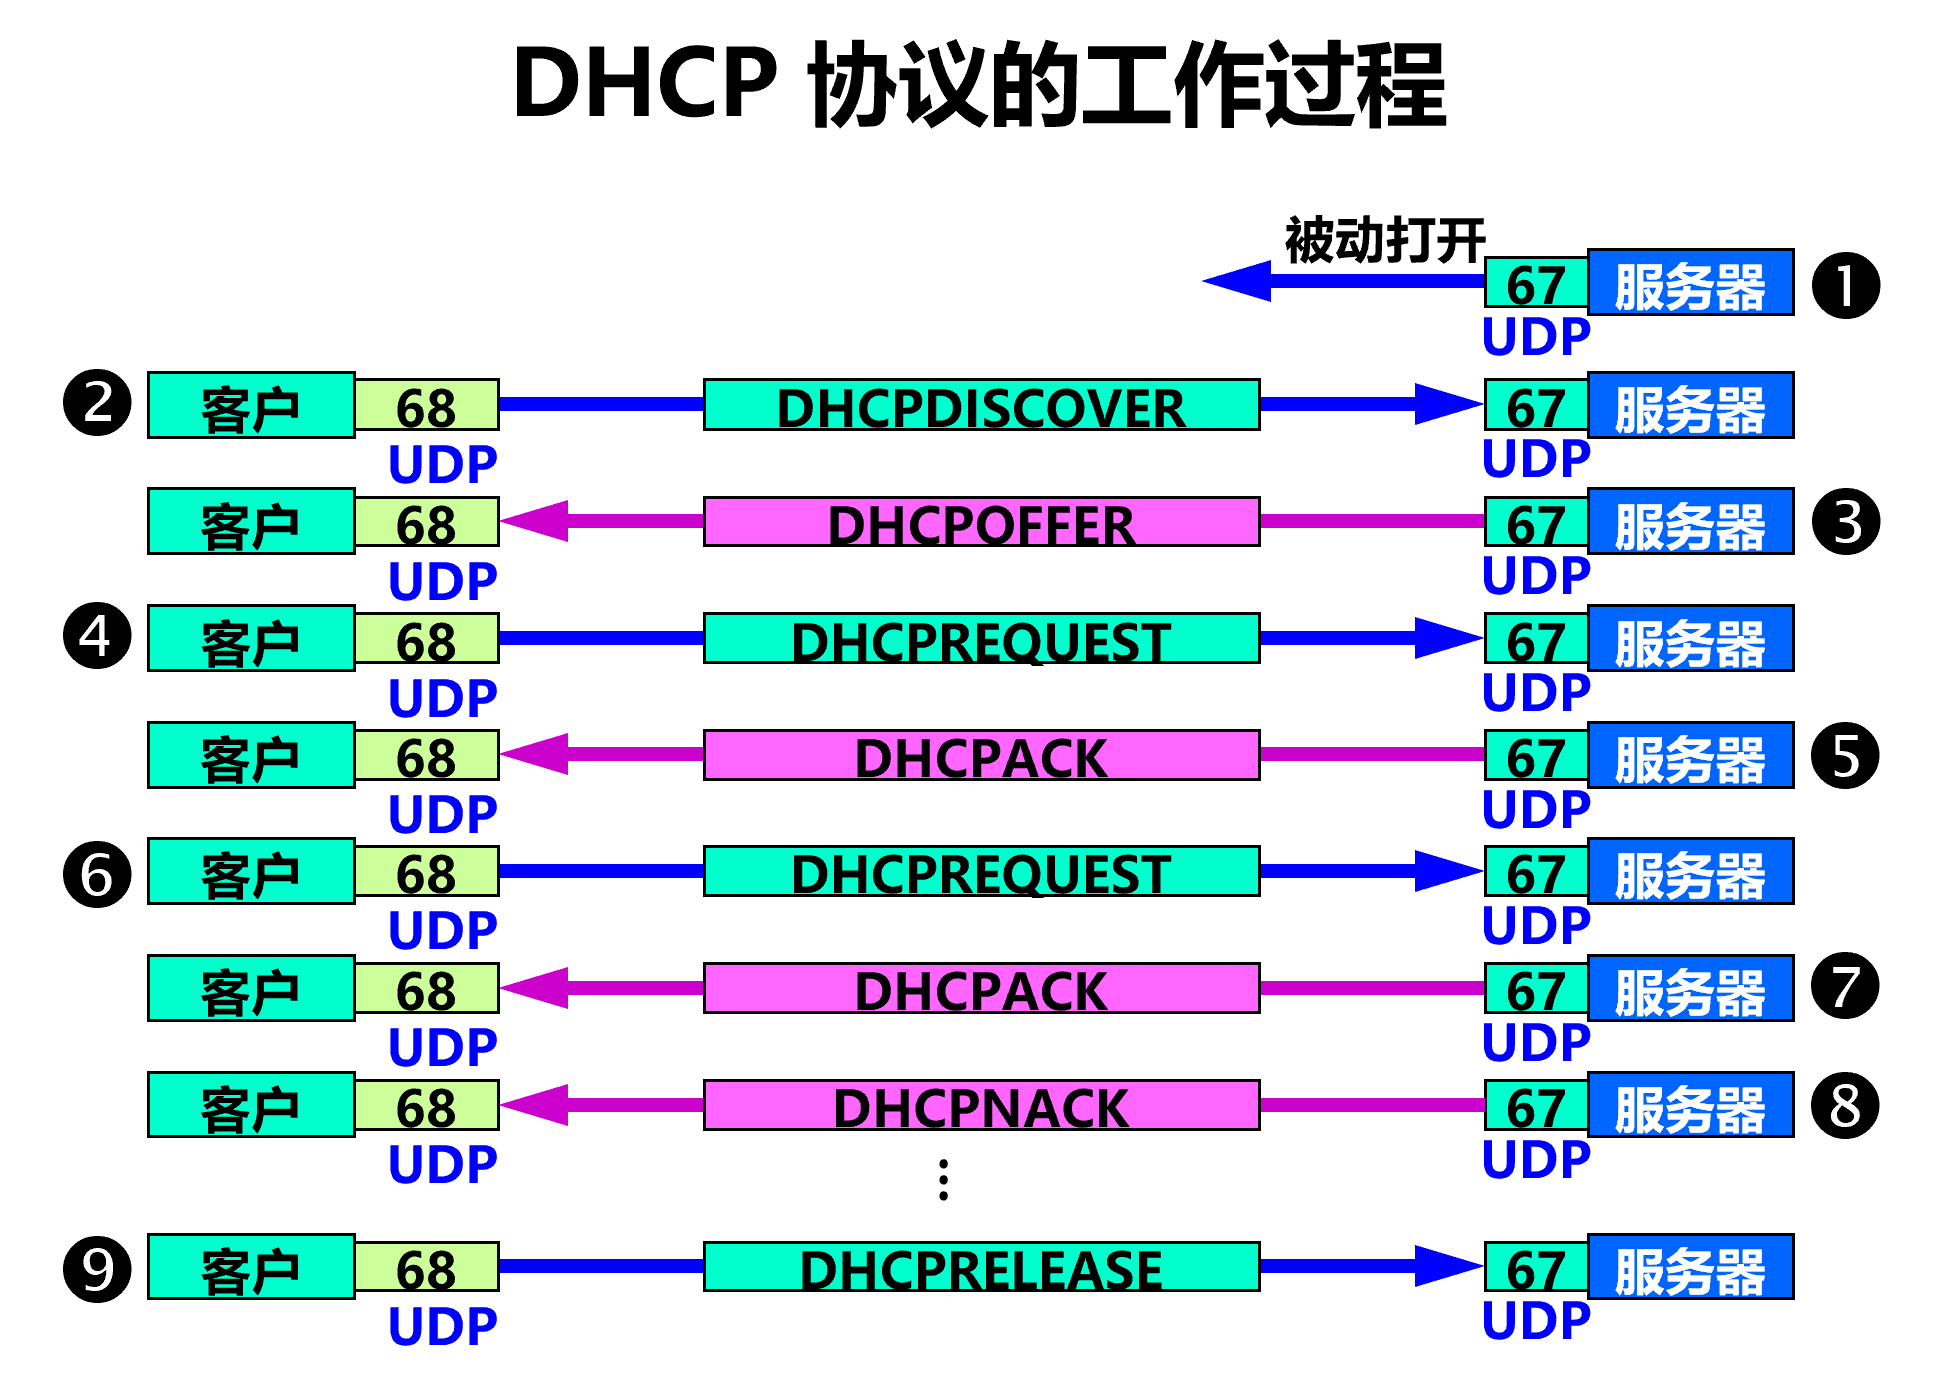 DHCP 协议的工作过程
被动打开
67 服务器 ❶
UDP
❷ 客户 68 DHCPDISCOVER 67 服务器
UDP UDP
客户 68 DHCPOFFER 67 服务器 ❸
UDP UDP
❹ 客户 68 DHCPREQUEST 67 服务器
UDP UDP
客户 68 DHCPACK 67 服务器 ❺
UDP UDP
❻ 客户 68 DHCPREQUEST 67 服务器
UDP UDP
客户 68 DHCPACK 67 服务器 ❼
UDP UDP
客户 68 DHCPNACK 67 服务器 ❽
UDP UDP
⋮
❾ 客户 68 DHCPRELEASE 67 服务器
UDP UDP